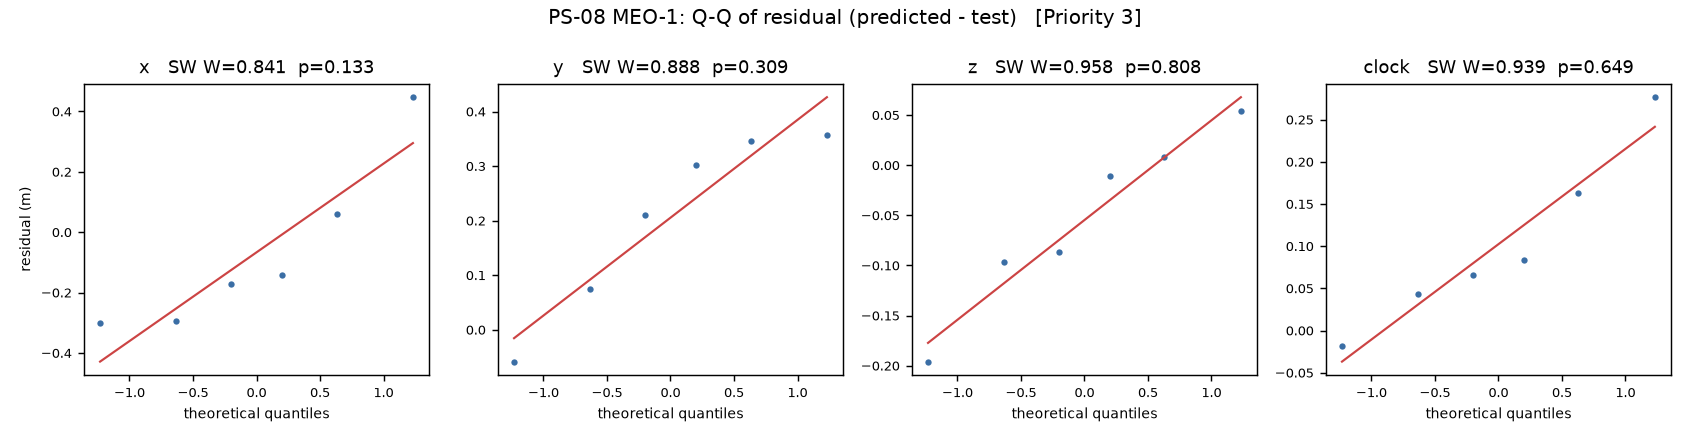 PS-08 MEO-1: Q-Q of residual (predicted - test)   [Priority 3]
x   SW W=0.841  p=0.133
y   SW W=0.888  p=0.309
z   SW W=0.958  p=0.808
clock   SW W=0.939  p=0.649
residual (m)
0.4
0.2
0.0
−0.2
−0.4
−1.0 −0.5 0.0 0.5 1.0
theoretical quantiles
0.4
0.3
0.2
0.1
0.0
−1.0 −0.5 0.0 0.5 1.0
theoretical quantiles
0.05
0.00
−0.05
−0.10
−0.15
−0.20
−1.0 −0.5 0.0 0.5 1.0
theoretical quantiles
0.25
0.20
0.15
0.10
0.05
0.00
−0.05
−1.0 −0.5 0.0 0.5 1.0
theoretical quantiles